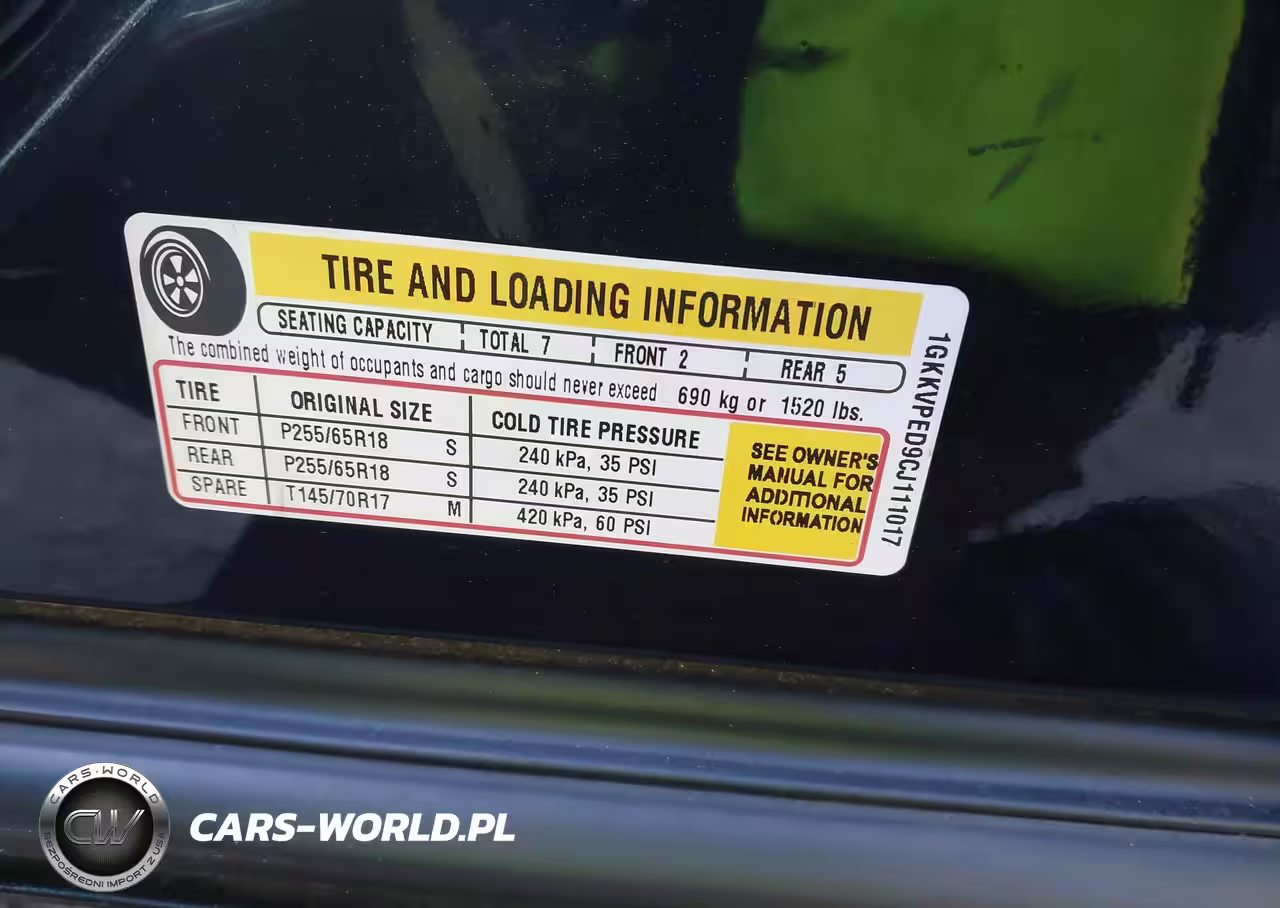 TIRE AND LOADING INFORMATION
SEATING CAPACITY TOTAL 7 FRONT 2 REAR 5
The combined weight of occupants and cargo should never exceed 690 kg or 1520 lbs.
TIRE ORIGINAL SIZE COLD TIRE PRESSURE
FRONT P255/65R18 S 240 kPa, 35 PSI
REAR P255/65R18 S 240 kPa, 35 PSI
SPARE T145/70R17 M 420 kPa, 60 PSI
SEE OWNER'S
MANUAL FOR
ADDITIONAL
INFORMATION
1GKKVPED9CJ111017
CARS-WORLD
CW
BEZPOŚREDNI IMPORT Z USA
CARS-WORLD.PL